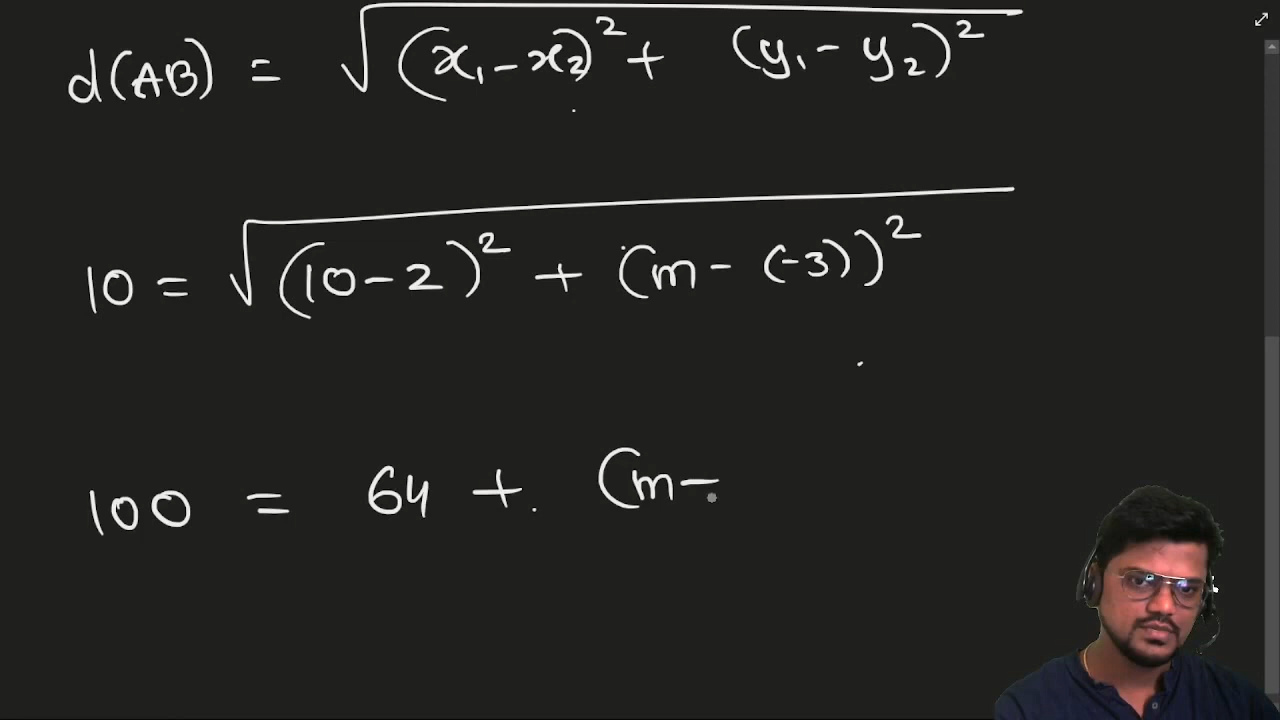 d(AB) = √(x₁-x₂)² + (y₁-y₂)²
10 = √(10-2)² + (m-(-3))²
100 = 64 + (m-